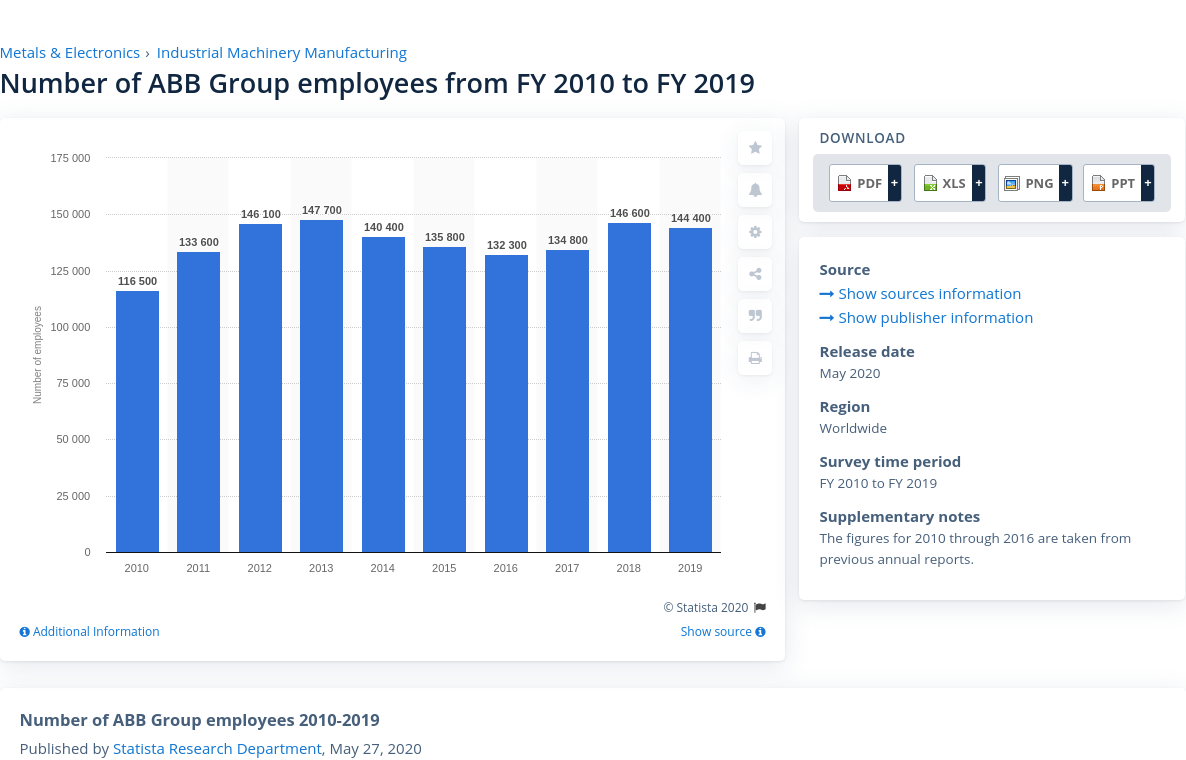 Metals & Electronics › Industrial Machinery Manufacturing
Number of ABB Group employees from FY 2010 to FY 2019
175 000
150 000
125 000
100 000
75 000
50 000
25 000
0
Number of employees
116 500
133 600
146 100
147 700
140 400
135 800
132 300
134 800
146 600
144 400
2010 2011 2012 2013 2014 2015 2016 2017 2018 2019
© Statista 2020
Additional Information
Show source
DOWNLOAD
PDF + XLS + PNG + PPT +
Source
Show sources information
Show publisher information
Release date
May 2020
Region
Worldwide
Survey time period
FY 2010 to FY 2019
Supplementary notes
The figures for 2010 through 2016 are taken from
previous annual reports.
Number of ABB Group employees 2010-2019
Published by Statista Research Department, May 27, 2020